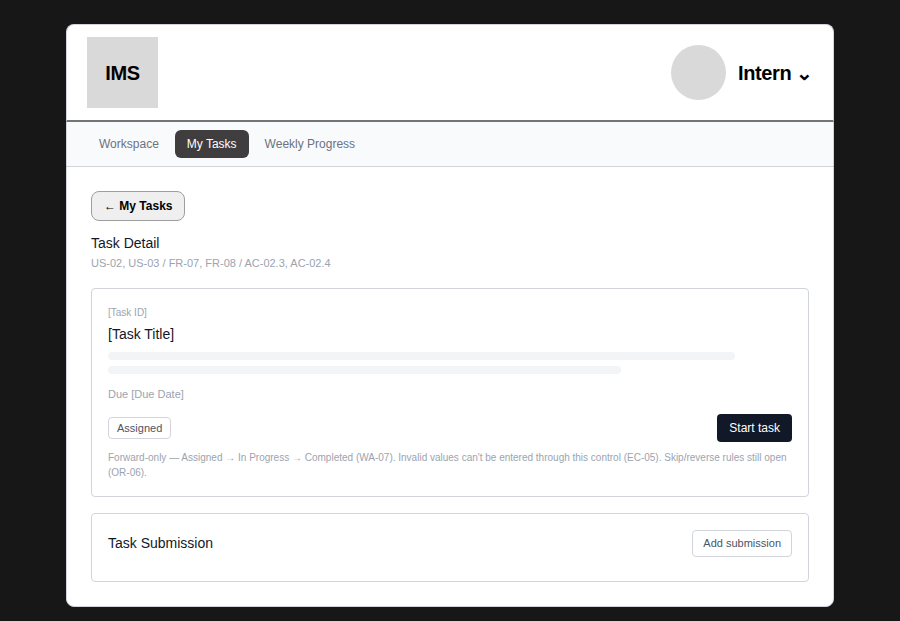 IMS
Intern
Workspace
My Tasks
Weekly Progress
← My Tasks
Task Detail
US-02, US-03 / FR-07, FR-08 / AC-02.3, AC-02.4
[Task ID]
[Task Title]
Due [Due Date]
Assigned
Start task
Forward-only — Assigned → In Progress → Completed (WA-07). Invalid values can't be entered through this control (EC-05). Skip/reverse rules still open
(OR-06).
Task Submission
Add submission